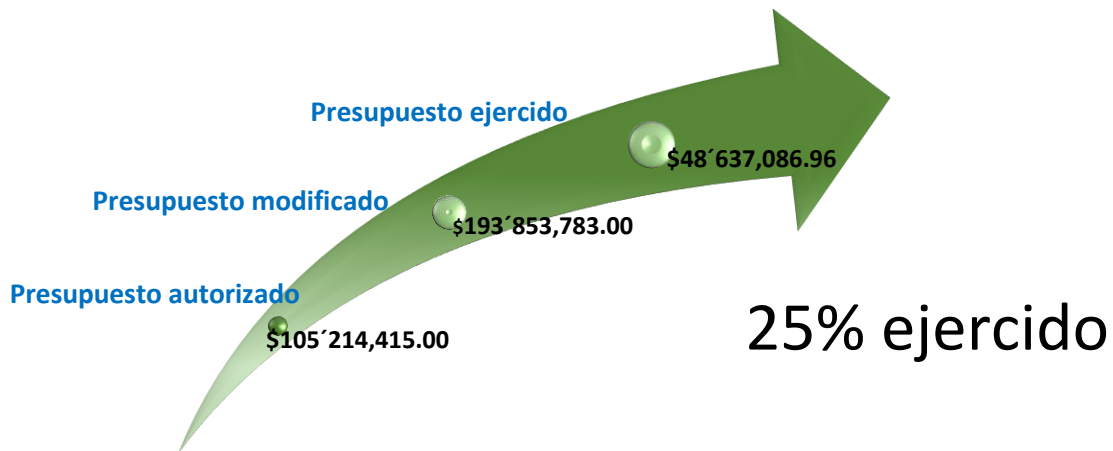 Presupuesto ejercido
$48´637,086.96
Presupuesto modificado
$193´853,783.00
Presupuesto autorizado
$105´214,415.00
25% ejercido